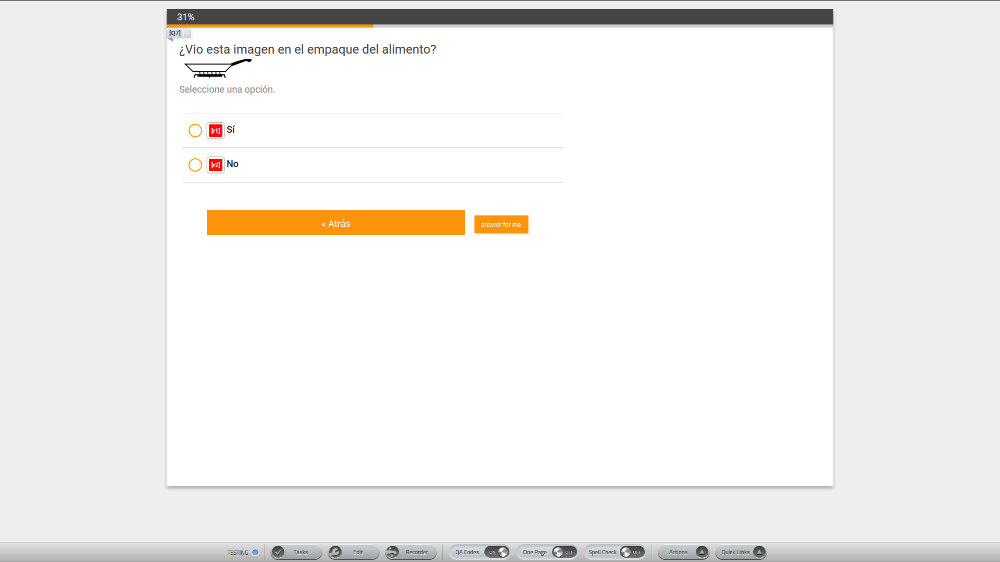 31%
[Q7]
¿Vio esta imagen en el empaque del alimento?
Seleccione una opción.
[r1] Sí
[r2] No
« Atrás
answer for me
TESTING Tasks Edit Recorder QA Codes ON One Page OFF Spell Check OFF Actions Quick Links